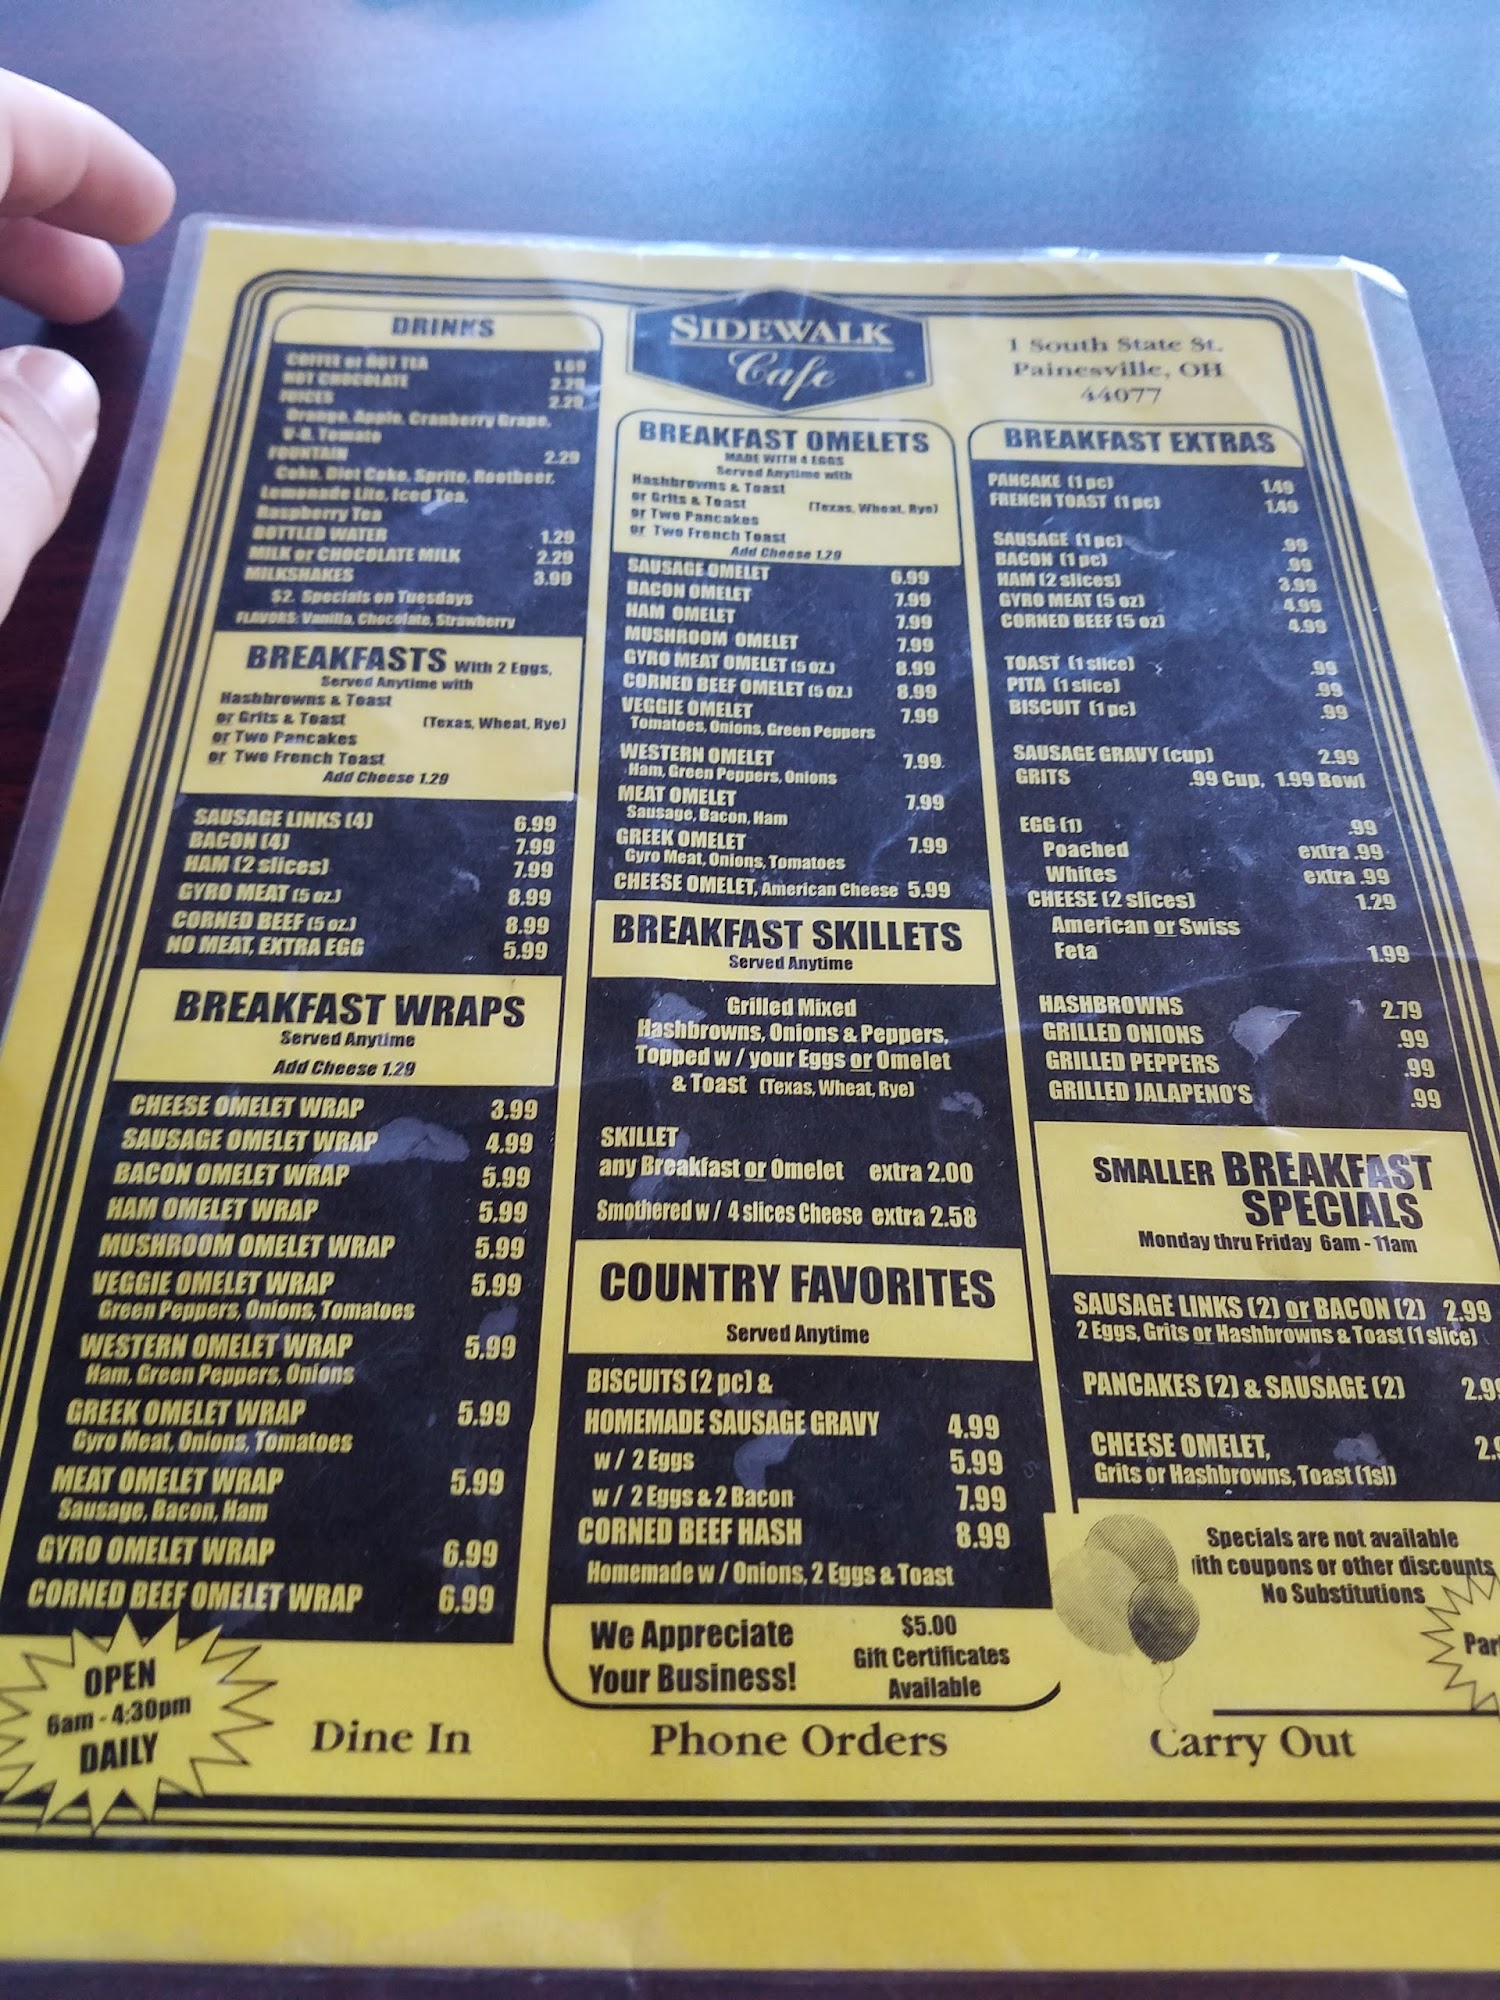 SIDEWALK
Cafe
1 South State St.
Painesville, OH
44077
DRINKS
COFFEE or HOT TEA 1.69
HOT CHOCOLATE 2.29
JUICES 2.29
Orange, Apple, Cranberry Grape,
V-8, Tomato
FOUNTAIN 2.29
Coke, Diet Coke, Sprite, Rootbeer,
Lemonade Lite, Iced Tea,
Raspberry Tea
BOTTLED WATER 1.29
MILK or CHOCOLATE MILK 2.29
MILKSHAKES 3.99
$2. Specials on Tuesdays
FLAVORS: Vanilla, Chocolate, Strawberry
BREAKFASTS With 2 Eggs,
Served Anytime with
Hashbrowns & Toast
or Grits & Toast (Texas, Wheat, Rye)
or Two Pancakes
or Two French Toast
Add Cheese 1.29
SAUSAGE LINKS (4) 6.99
BACON (4) 7.99
HAM (2 slices) 7.99
GYRO MEAT (5 oz.) 8.99
CORNED BEEF (5 oz.) 8.99
NO MEAT, EXTRA EGG 5.99
BREAKFAST WRAPS
Served Anytime
Add Cheese 1.29
CHEESE OMELET WRAP 3.99
SAUSAGE OMELET WRAP 4.99
BACON OMELET WRAP 5.99
HAM OMELET WRAP 5.99
MUSHROOM OMELET WRAP 5.99
VEGGIE OMELET WRAP 5.99
Green Peppers, Onions, Tomatoes
WESTERN OMELET WRAP 5.99
Ham, Green Peppers, Onions
GREEK OMELET WRAP 5.99
Gyro Meat, Onions, Tomatoes
MEAT OMELET WRAP 5.99
Sausage, Bacon, Ham
GYRO OMELET WRAP 6.99
CORNED BEEF OMELET WRAP 6.99
BREAKFAST OMELETS
MADE WITH 4 EGGS
Served Anytime with
Hashbrowns & Toast
or Grits & Toast (Texas, Wheat, Rye)
or Two Pancakes
or Two French Toast
Add Cheese 1.29
SAUSAGE OMELET 6.99
BACON OMELET 7.99
HAM OMELET 7.99
MUSHROOM OMELET 7.99
GYRO MEAT OMELET (5 OZ.) 8.99
CORNED BEEF OMELET (5 OZ.) 8.99
VEGGIE OMELET 7.99
Tomatoes, Onions, Green Peppers
WESTERN OMELET 7.99
Ham, Green Peppers, Onions
MEAT OMELET 7.99
Sausage, Bacon, Ham
GREEK OMELET 7.99
Gyro Meat, Onions, Tomatoes
CHEESE OMELET, American Cheese 5.99
BREAKFAST SKILLETS
Served Anytime
Grilled Mixed
Hashbrowns, Onions & Peppers,
Topped w / your Eggs or Omelet
& Toast (Texas, Wheat, Rye)
SKILLET
any Breakfast or Omelet extra 2.00
Smothered w / 4 slices Cheese extra 2.58
COUNTRY FAVORITES
Served Anytime
BISCUITS (2 pc) &
HOMEMADE SAUSAGE GRAVY 4.99
w / 2 Eggs 5.99
w / 2 Eggs & 2 Bacon 7.99
CORNED BEEF HASH 8.99
Homemade w / Onions, 2 Eggs & Toast
We Appreciate
Your Business!
$5.00
Gift Certificates
Available
BREAKFAST EXTRAS
PANCAKE (1 pc) 1.49
FRENCH TOAST (1 pc) 1.49
SAUSAGE (1 pc) .99
BACON (1 pc) .99
HAM (2 slices) 3.99
GYRO MEAT (5 oz) 4.99
CORNED BEEF (5 oz) 4.99
TOAST (1 slice) .99
PITA (1 slice) .99
BISCUIT (1 pc) .99
SAUSAGE GRAVY (cup) 2.99
GRITS .99 Cup, 1.99 Bowl
EGG (1) .99
Poached extra .99
Whites extra .99
CHEESE (2 slices) 1.29
American or Swiss
Feta 1.99
HASHBROWNS 2.79
GRILLED ONIONS .99
GRILLED PEPPERS .99
GRILLED JALAPENO'S .99
SMALLER BREAKFAST
SPECIALS
Monday thru Friday 6am - 11am
SAUSAGE LINKS (2) or BACON (2) 2.99
2 Eggs, Grits or Hashbrowns & Toast (1 slice)
PANCAKES (2) & SAUSAGE (2) 2.99
CHEESE OMELET,
Grits or Hashbrowns, Toast (1sl)
Specials are not available
with coupons or other discounts
No Substitutions
OPEN
6am - 4:30pm
DAILY
Dine In Phone Orders Carry Out